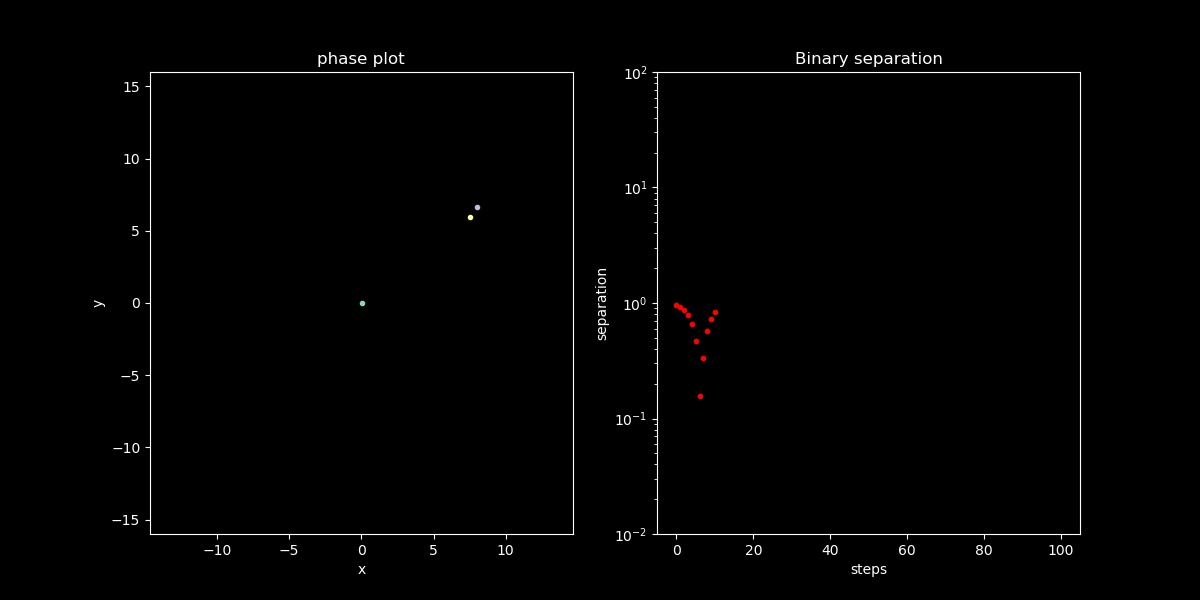 phase plot
15
10
5
0
−5
−10
−15
y
−10 −5 0 5 10
x
Binary separation
10²
10¹
10⁰
10⁻¹
10⁻²
separation
0 20 40 60 80 100
steps